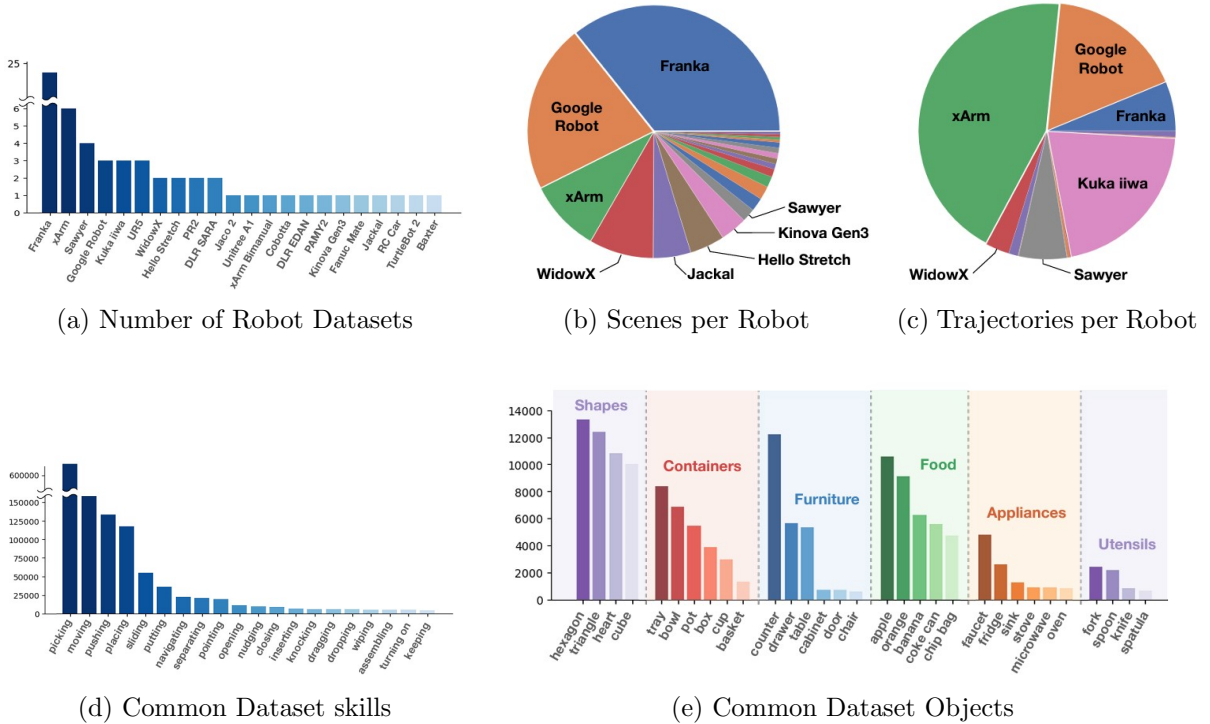 25
6
5
4
3
2
1
0
Franka
xArm
Sawyer
Google Robot
Kuka iiwa
UR5
WidowX
Hello Stretch
PR2
DLR SARA
Jaco 2
Unitree A1
xArm Bimanual
Cobotta
DLR EDAN
PAMY2
Kinova Gen3
Fanuc Mate
Jackal
RC Car
TurtleBot 2
Baxter
(a) Number of Robot Datasets
Franka
Google
Robot
xArm
WidowX
Jackal
Hello Stretch
Kinova Gen3
Sawyer
(b) Scenes per Robot
xArm
Google
Robot
Franka
Kuka iiwa
Sawyer
WidowX
(c) Trajectories per Robot
600000
150000
125000
100000
75000
50000
25000
0
picking
moving
pushing
placing
sliding
putting
navigating
separating
pointing
opening
nudging
closing
inserting
knocking
dragging
dropping
wiping
assembling
turning on
keeping
(d) Common Dataset skills
14000
12000
10000
8000
6000
4000
2000
0
Shapes
Containers
Furniture
Food
Appliances
Utensils
hexagon
triangle
heart
cube
tray
bowl
pot
box
cup
basket
counter
drawer
table
cabinet
door
chair
apple
orange
banana
coke can
chip bag
faucet
fridge
sink
stove
microwave
oven
fork
spoon
knife
spatula
(e) Common Dataset Objects